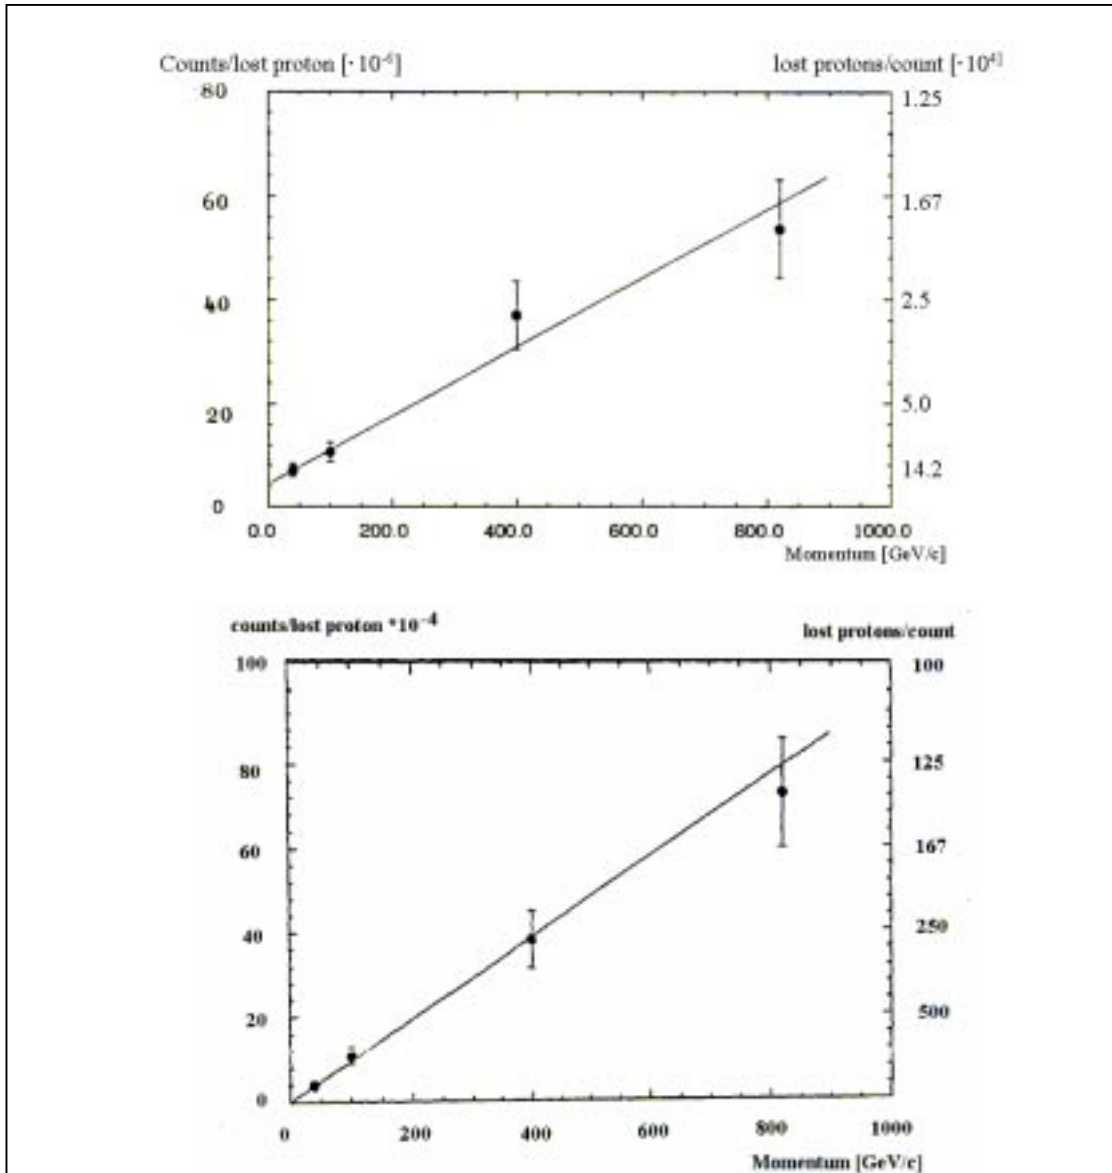 Counts/lost proton [·10⁻⁶]
lost protons/count [·10⁴]
80
60
40
20
0
1.25
1.67
2.5
5.0
14.2
0.0 200.0 400.0 600.0 800.0 1000.0
Momentum [GeV/c]
counts/lost proton *10⁻⁴
lost protons/count
100
80
60
40
20
0
100
125
167
250
500
0 200 400 600 800 1000
Momentum [GeV/c]